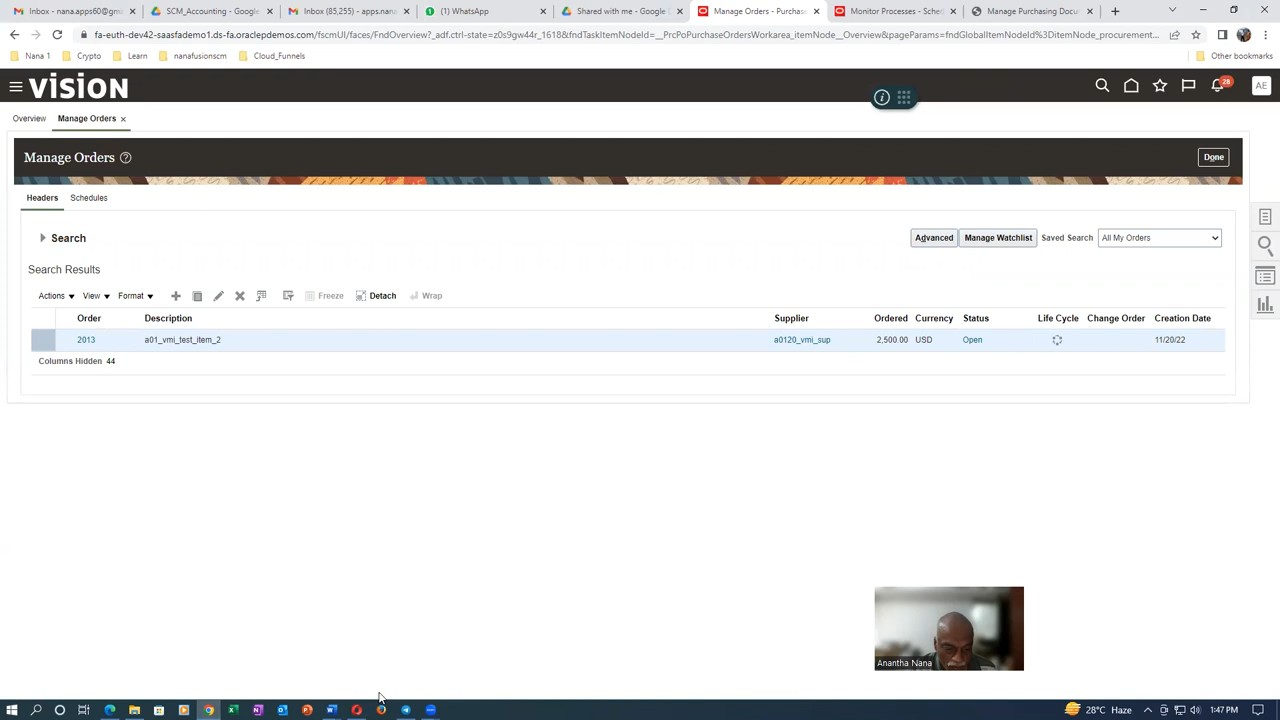 Inbox - nana.apps60@gm
SCM_Accounting - Google
Inbox (85,255) - apps.nan
(1) WhatsApp
Shared with me - Google
Manage Orders - Purchase
Monitor Processes - Sche
Manage Purchasing Docu
fa-euth-dev42-saasfademo1.ds-fa.oraclepdemos.com/fscmUI/faces/FndOverview?_adf.ctrl-state=z0s9gw44r_1618&fndTaskItemNodeId=__PrcPoPurchaseOrdersWorkarea_itemNode__Overview&pageParams=fndGlobalItemNodeId%3DitemNode_procurement...
Nana 1
Crypto
Learn
nanafusionscm
Cloud_Funnels
Other bookmarks
VISION
28
AE
Overview
Manage Orders
Manage Orders
Done
Headers
Schedules
Search
Advanced
Manage Watchlist
Saved Search
All My Orders
Search Results
Actions
View
Format
Freeze
Detach
Wrap
Order
Description
Supplier
Ordered
Currency
Status
Life Cycle
Change Order
Creation Date
2013
a01_vmi_test_item_2
a0120_vmi_sup
2,500.00
USD
Open
11/20/22
Columns Hidden 44
Anantha Nana
28°C Haze
1:47 PM